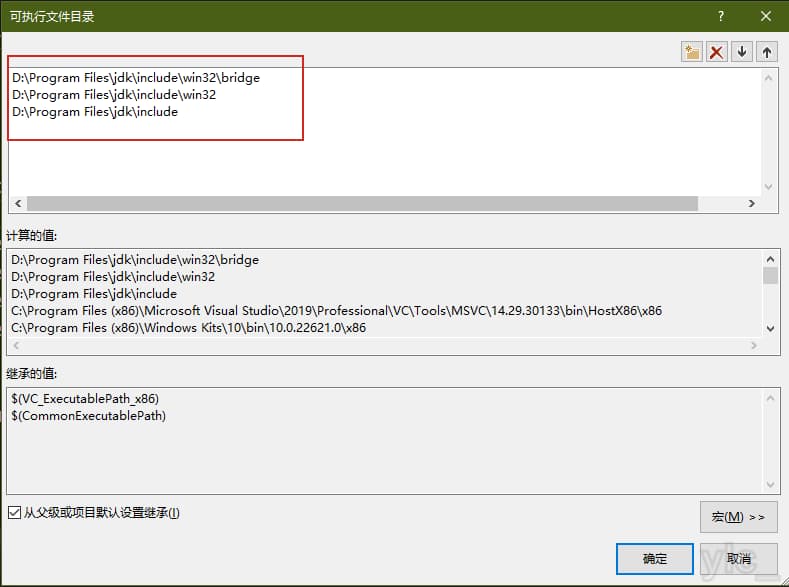 可执行文件目录
?
D:\Program Files\jdk\include\win32\bridge
D:\Program Files\jdk\include\win32
D:\Program Files\jdk\include
计算的值:
D:\Program Files\jdk\include\win32\bridge
D:\Program Files\jdk\include\win32
D:\Program Files\jdk\include
C:\Program Files (x86)\Microsoft Visual Studio\2019\Professional\VC\Tools\MSVC\14.29.30133\bin\HostX86\x86
C:\Program Files (x86)\Windows Kits\10\bin\10.0.22621.0\x86
继承的值:
$(VC_ExecutablePath_x86)
$(CommonExecutablePath)
从父级或项目默认设置继承(I)
宏(M) >>
确定
取消